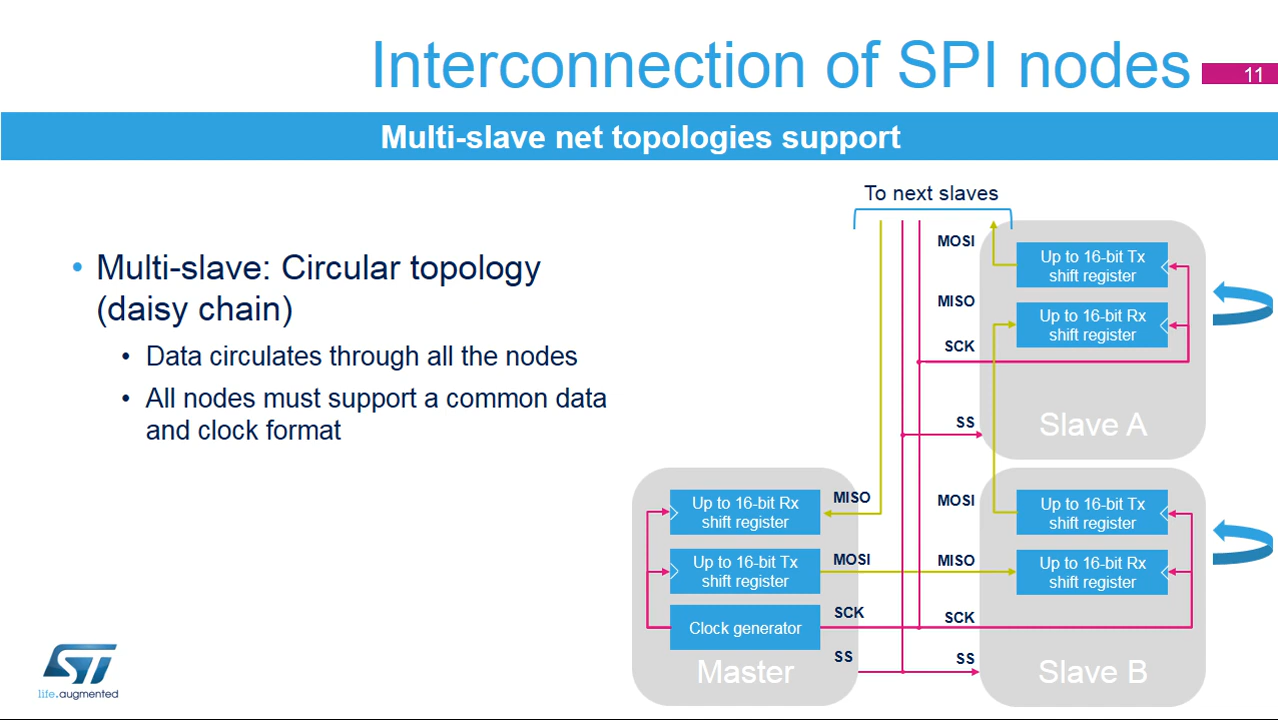 Interconnection of SPI nodes
11
Multi-slave net topologies support
• Multi-slave: Circular topology
(daisy chain)
• Data circulates through all the nodes
• All nodes must support a common data
and clock format
To next slaves
MOSI
Up to 16-bit Tx
shift register
MISO
Up to 16-bit Rx
shift register
SCK
SS
Slave A
Up to 16-bit Rx
shift register
MISO
Up to 16-bit Tx
shift register
MOSI
Clock generator
SCK
SS
Master
MOSI
Up to 16-bit Tx
shift register
MISO
Up to 16-bit Rx
shift register
SCK
SS
Slave B
ST
life.augmented